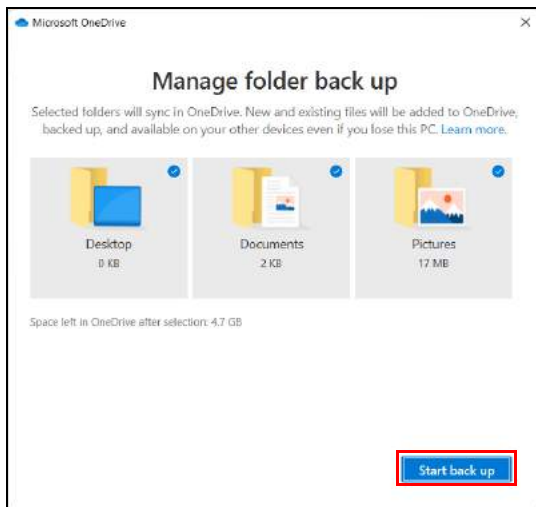 Microsoft OneDrive
Manage folder back up
Selected folders will sync in OneDrive. New and existing files will be added to OneDrive,
backed up, and available on your other devices even if you lose this PC. Learn more.
Desktop
0 KB
Documents
2 KB
Pictures
17 MB
Space left in OneDrive after selection: 4.7 GB
Start back up